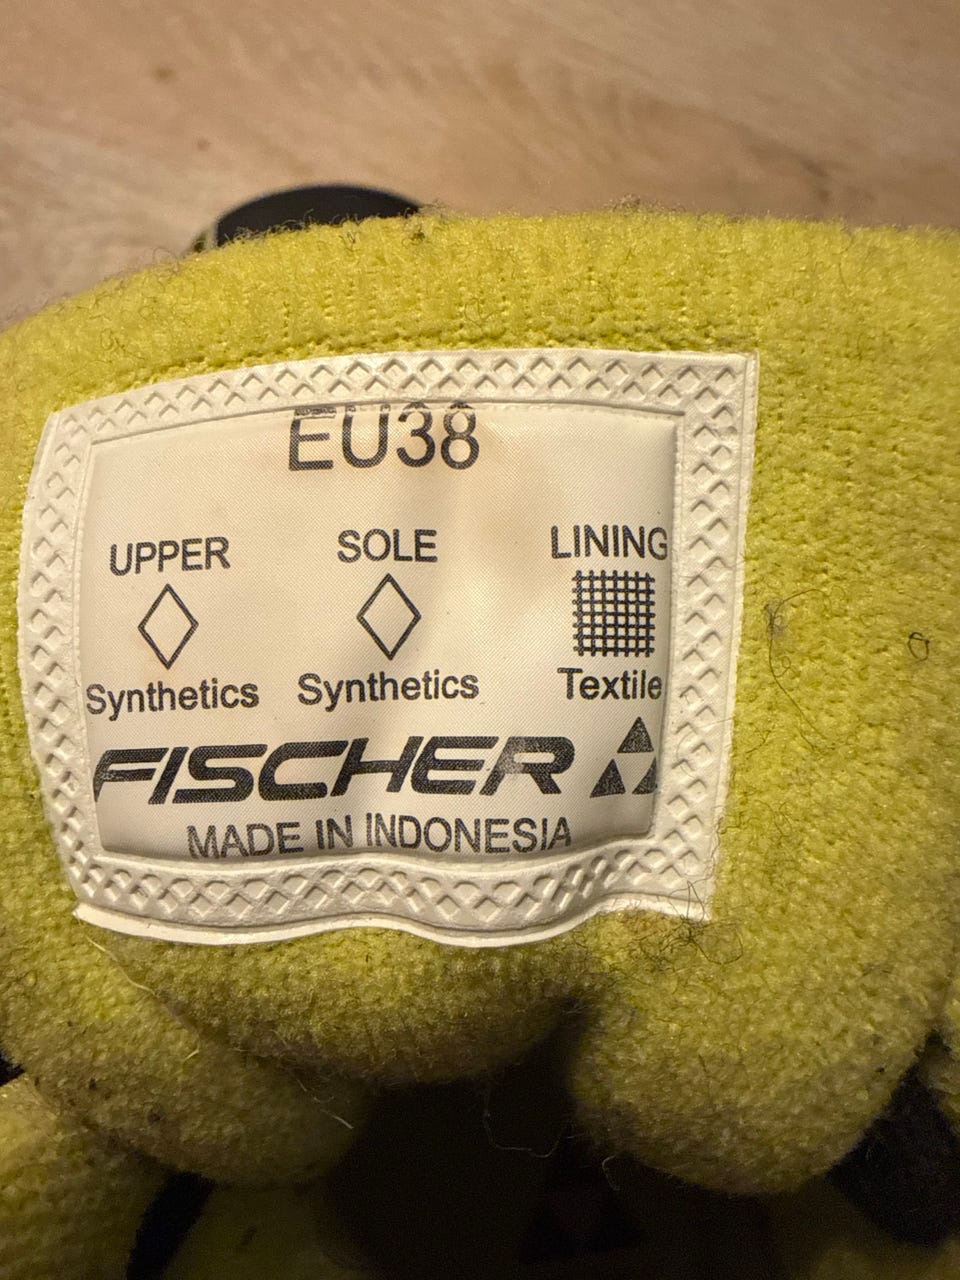 EU38
UPPER SOLE LINING
Synthetics Synthetics Textile
FISCHER
MADE IN INDONESIA